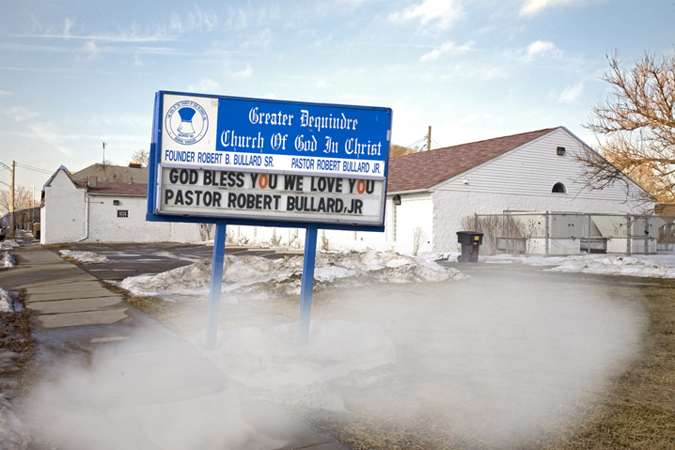 Greater Dequindre
Church Of God In Christ
FOUNDER ROBERT B. BULLARD SR. PASTOR ROBERT BULLARD JR.
GOD BLESS YOU WE LOVE YOU
PASTOR ROBERT BULLARD,JR